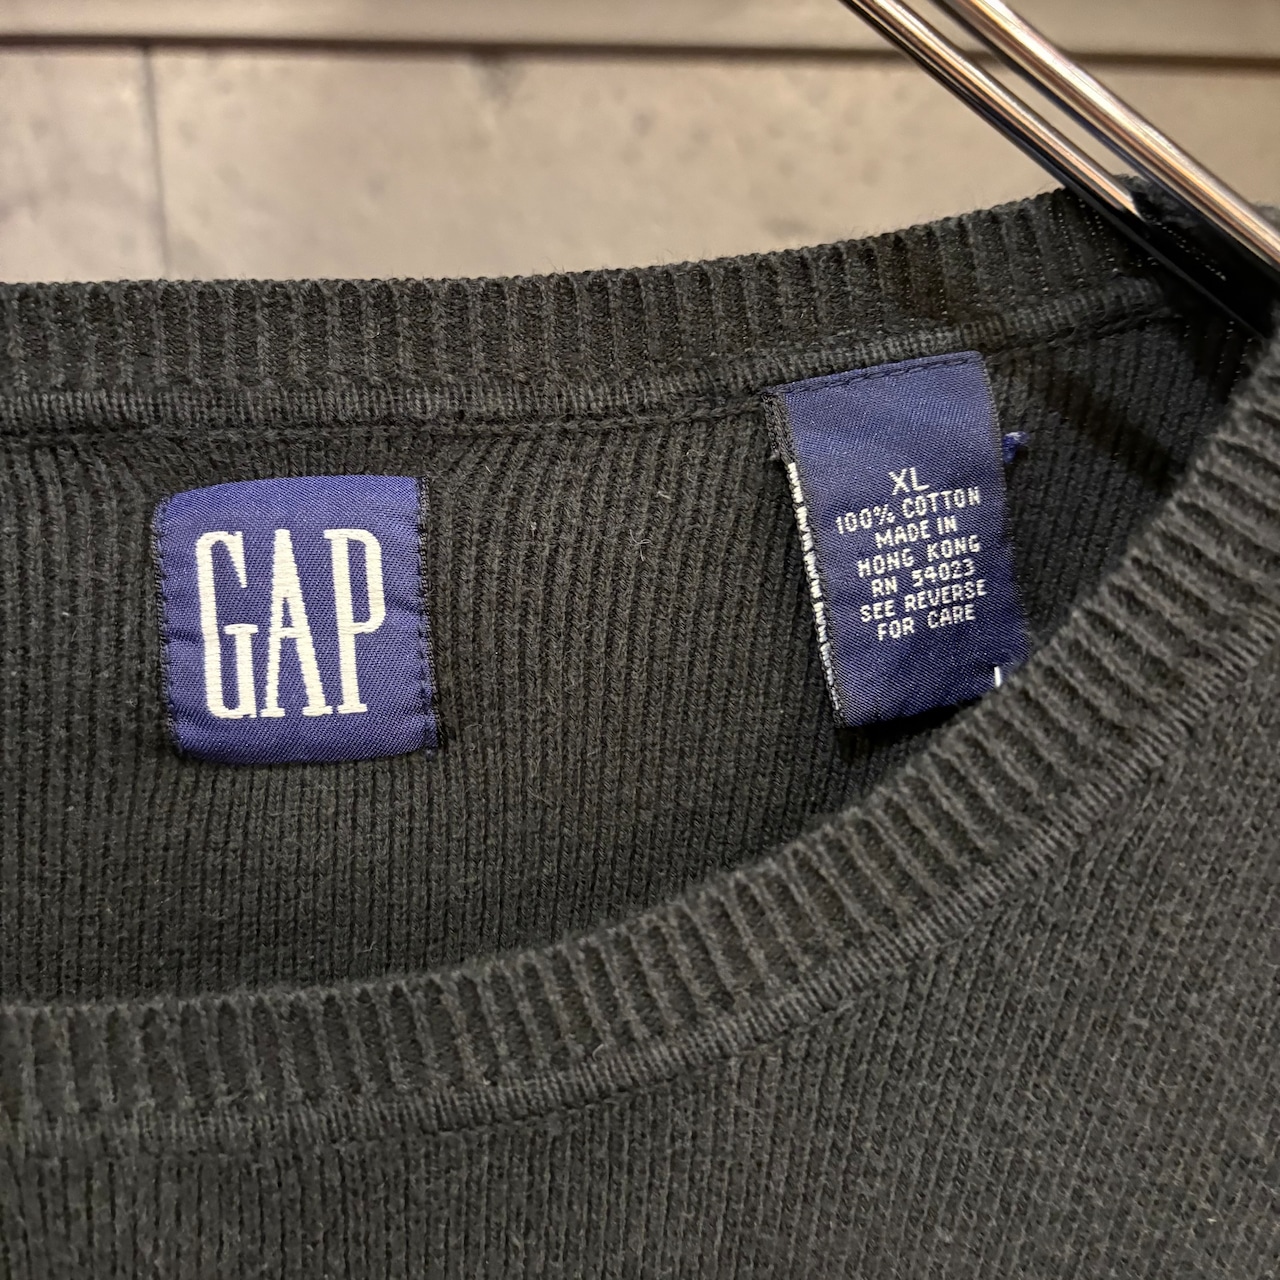 GAP
XL
100% COTTON
MADE IN
HONG KONG
RN 54023
SEE REVERSE
FOR CARE